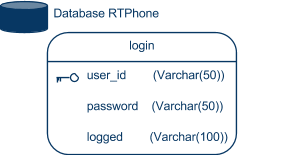 Database RTPhone
login
user_id (Varchar(50))
password (Varchar(50))
logged (Varchar(100))